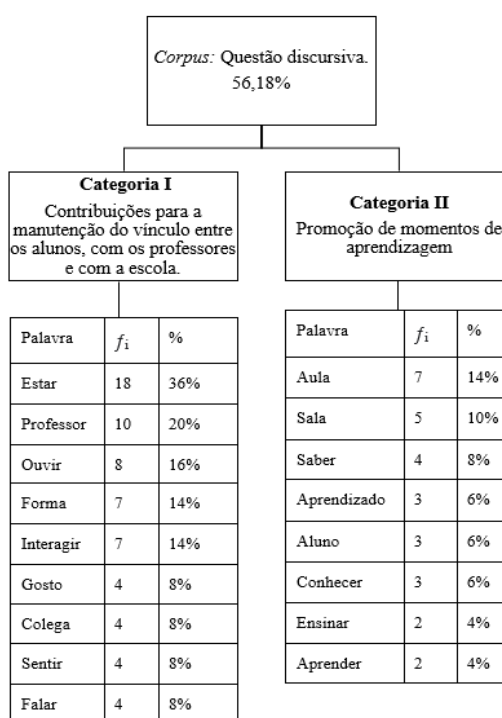 Corpus: Questão discursiva.
56,18%
Categoria I
Contribuições para a
manutenção do vínculo entre
os alunos, com os professores
e com a escola.
Palavra fi %
Estar 18 36%
Professor 10 20%
Ouvir 8 16%
Forma 7 14%
Interagir 7 14%
Gosto 4 8%
Colega 4 8%
Sentir 4 8%
Falar 4 8%
Categoria II
Promoção de momentos de
aprendizagem
Palavra fi %
Aula 7 14%
Sala 5 10%
Saber 4 8%
Aprendizado 3 6%
Aluno 3 6%
Conhecer 3 6%
Ensinar 2 4%
Aprender 2 4%